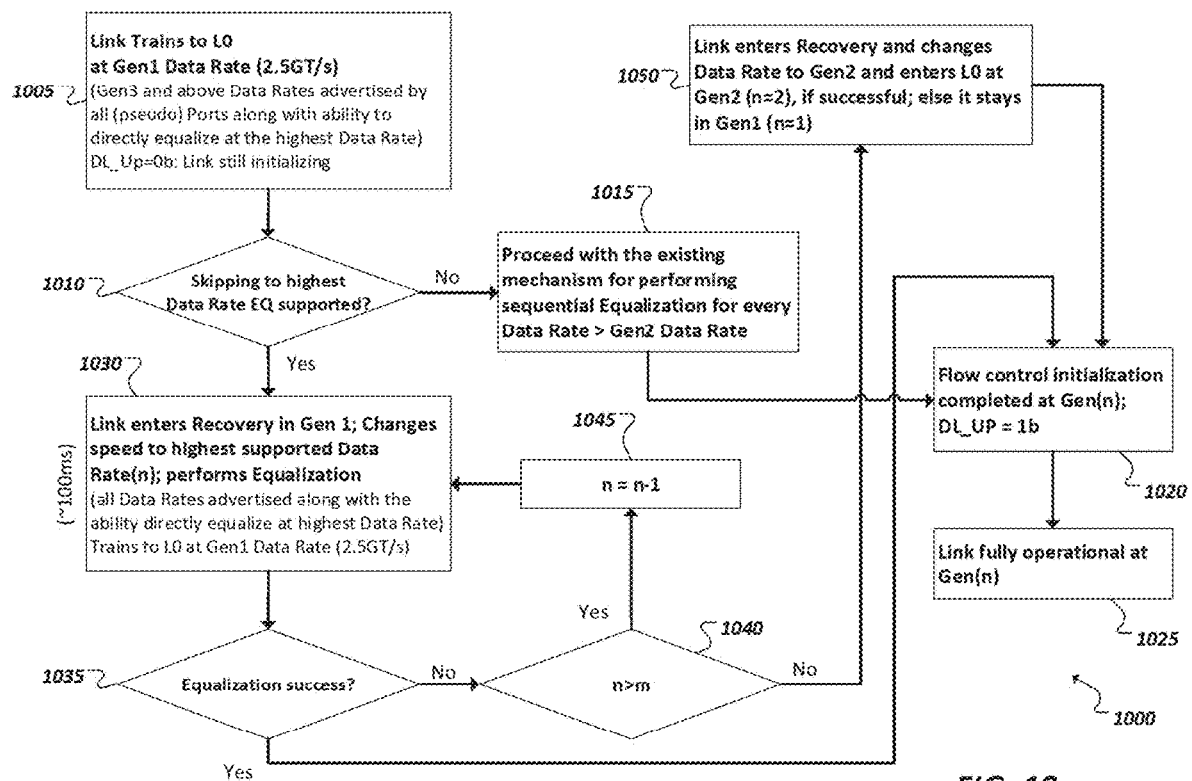 Link Trains to L0
at Gen1 Data Rate (2.5GT/s)
(Gen3 and above Data Rates advertised by
all (pseudo) Ports along with ability to
directly equalize at the highest Data Rate)
DL_Up=0b: Link still initializing
1005
Skipping to highest
Data Rate EQ supported?
1010
No
Yes
1015
Proceed with the existing
mechanism for performing
sequential Equalization for every
Data Rate > Gen2 Data Rate
1050
Link enters Recovery and changes
Data Rate to Gen2 and enters L0 at
Gen2 (n=2), if successful; else it stays
in Gen1 (n=1)
1030
Link enters Recovery in Gen 1; Changes
speed to highest supported Data
Rate(n); performs Equalization
(all Data Rates advertised along with the
ability directly equalize at highest Data Rate)
Trains to L0 at Gen1 Data Rate (2.5GT/s)
(~100ms)
1045
n = n-1
Flow control initialization
completed at Gen(n);
DL_UP = 1b
1020
Link fully operational at
Gen(n)
1025
1035
Equalization success?
No
Yes
1040
n>m
Yes
No
1000